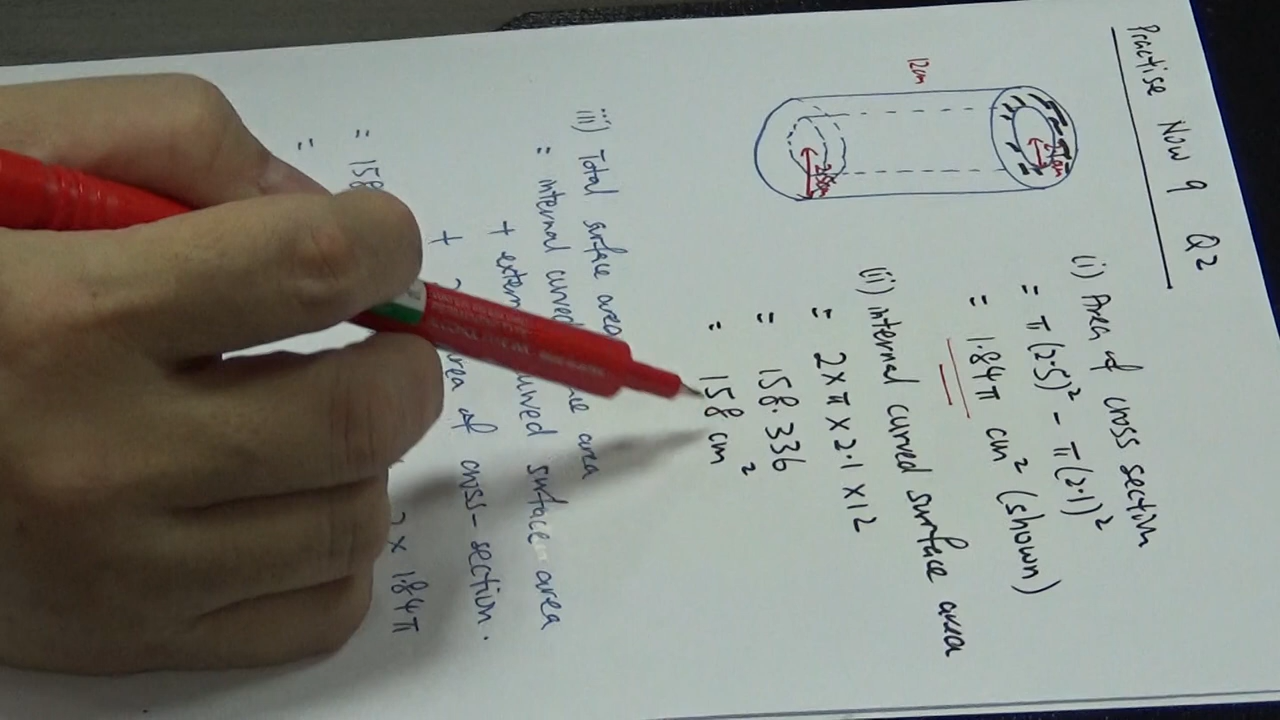 Practise Now 9 Q2
12cm
2.1cm
2.5cm
(i) Area of cross section
= π(2.5)² - π(2.1)²
= 1.84π cm² (shown)
(ii) internal curved surface area
= 2×π×2.1×12
= 158.336
= 158 cm²
iii) Total surface area
= internal curved area
+ surface area
+ area of cross-section.
= 158 2 × 1.84π
=